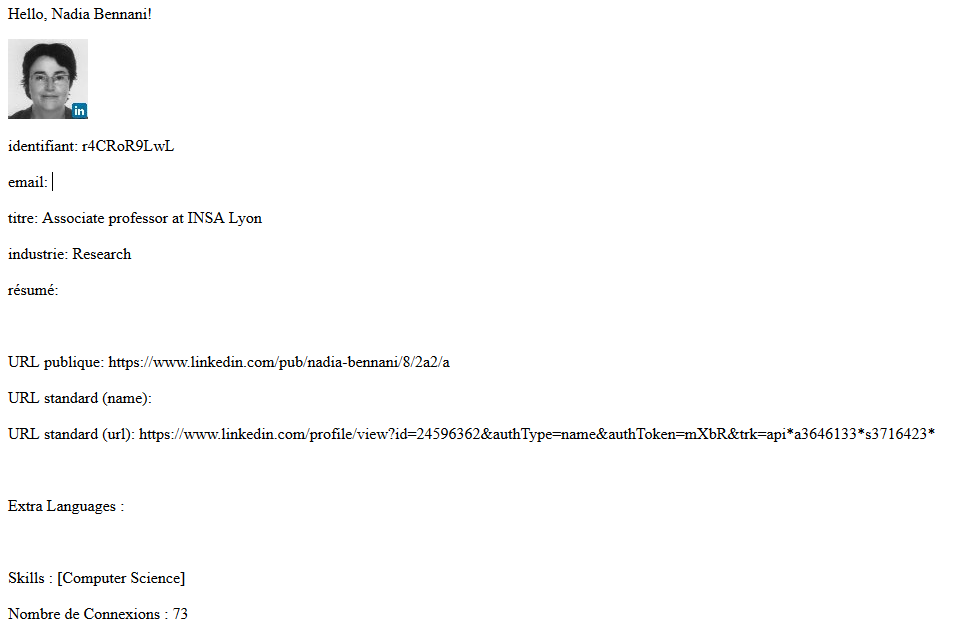 Hello, Nadia Bennani!
in
identifiant: r4CRoR9LwL
email:
titre: Associate professor at INSA Lyon
industrie: Research
résumé:
URL publique: https://www.linkedin.com/pub/nadia-bennani/8/2a2/a
URL standard (name):
URL standard (url): https://www.linkedin.com/profile/view?id=24596362&authType=name&authToken=mXbR&trk=api*a3646133*s3716423*
Extra Languages :
Skills : [Computer Science]
Nombre de Connexions : 73